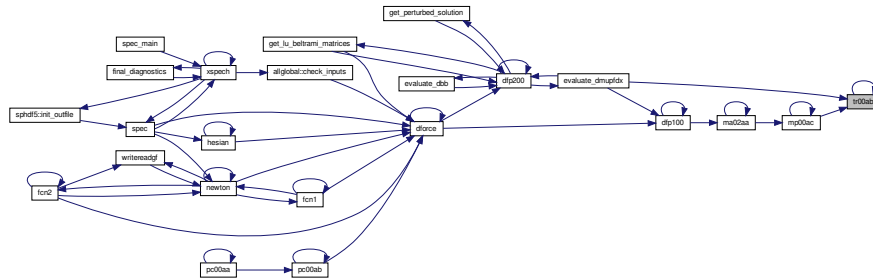 get_perturbed_solution
spec_main
get_lu_beltrami_matrices
final_diagnostics
xspech
allglobal::check_inputs
evaluate_dbb
dfp200
evaluate_dmupfdx
tr00ab
sphdf5::init_outfile
spec
dforce
dfp100
ma02aa
mp00ac
hesian
writereadgf
newton
fcn2
fcn1
pc00aa
pc00ab